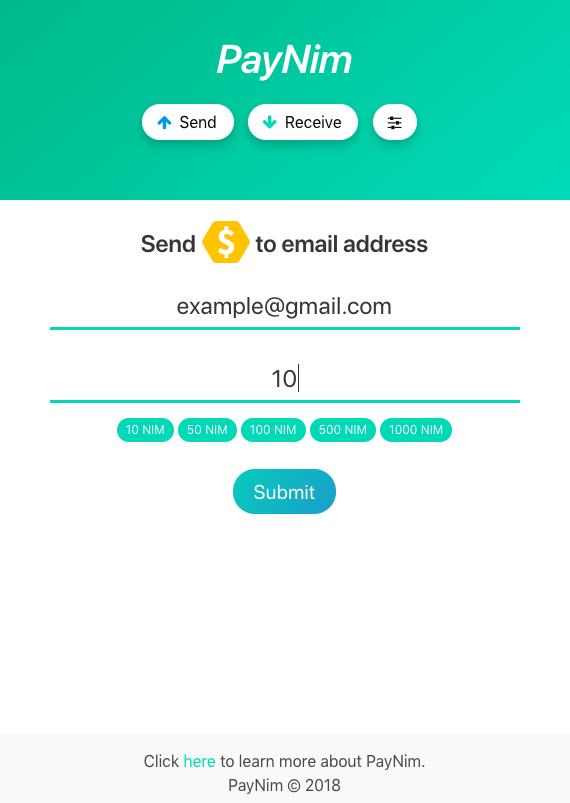 PayNim
Send Receive
Send $ to email address
example@gmail.com
10
10 NIM 50 NIM 100 NIM 500 NIM 1000 NIM
Submit
Click here to learn more about PayNim.
PayNim © 2018